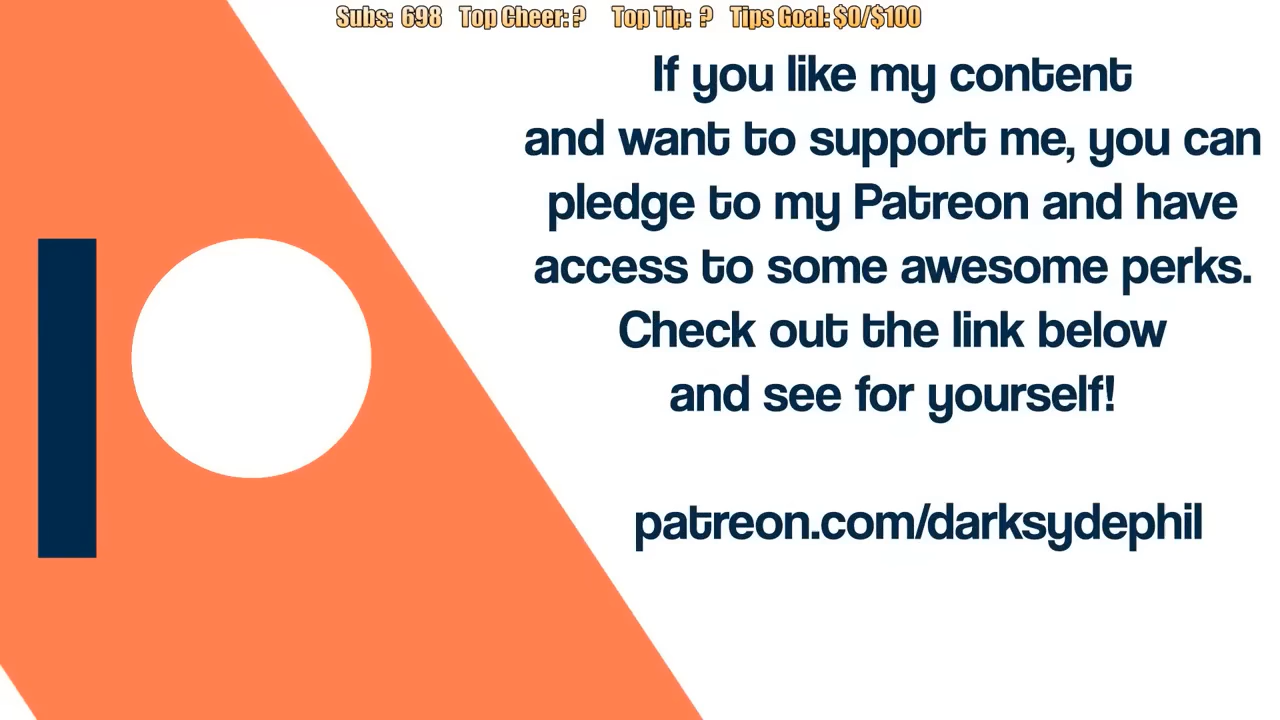 Subs: 698 Top Cheer: ? Top Tip: ? Tips Goal: $0/$100
If you like my content
and want to support me, you can
pledge to my Patreon and have
access to some awesome perks.
Check out the link below
and see for yourself!
patreon.com/darksydephil